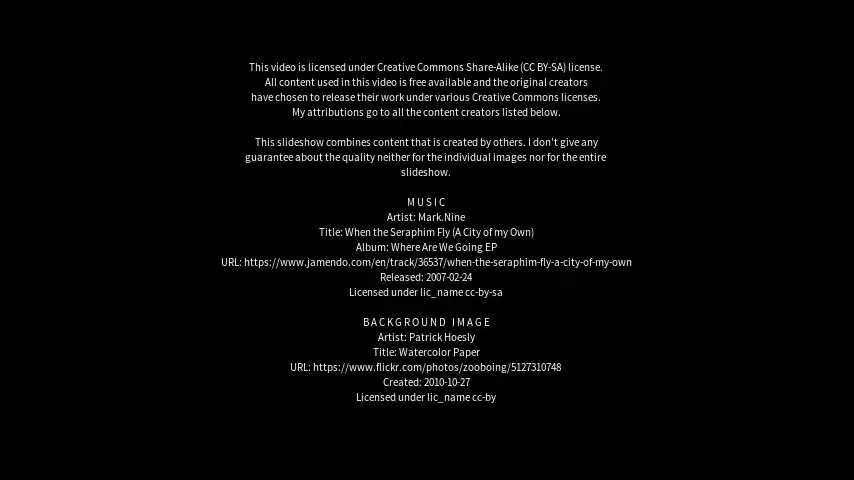 This video is licensed under Creative Commons Share-Alike (CC BY-SA) license.
All content used in this video is free available and the original creators
have chosen to release their work under various Creative Commons licenses.
My attributions go to all the content creators listed below.
This slideshow combines content that is created by others. I don't give any
guarantee about the quality neither for the individual images nor for the entire
slideshow.
MUSIC
Artist: Mark.Nine
Title: When the Seraphim Fly (A City of my Own)
Album: Where Are We Going EP
URL: https://www.jamendo.com/en/track/36537/when-the-seraphim-fly-a-city-of-my-own
Released: 2007-02-24
Licensed under lic_name cc-by-sa
BACKGROUND IMAGE
Artist: Patrick Hoesly
Title: Watercolor Paper
URL: https://www.flickr.com/photos/zooboing/5127310748
Created: 2010-10-27
Licensed under lic_name cc-by